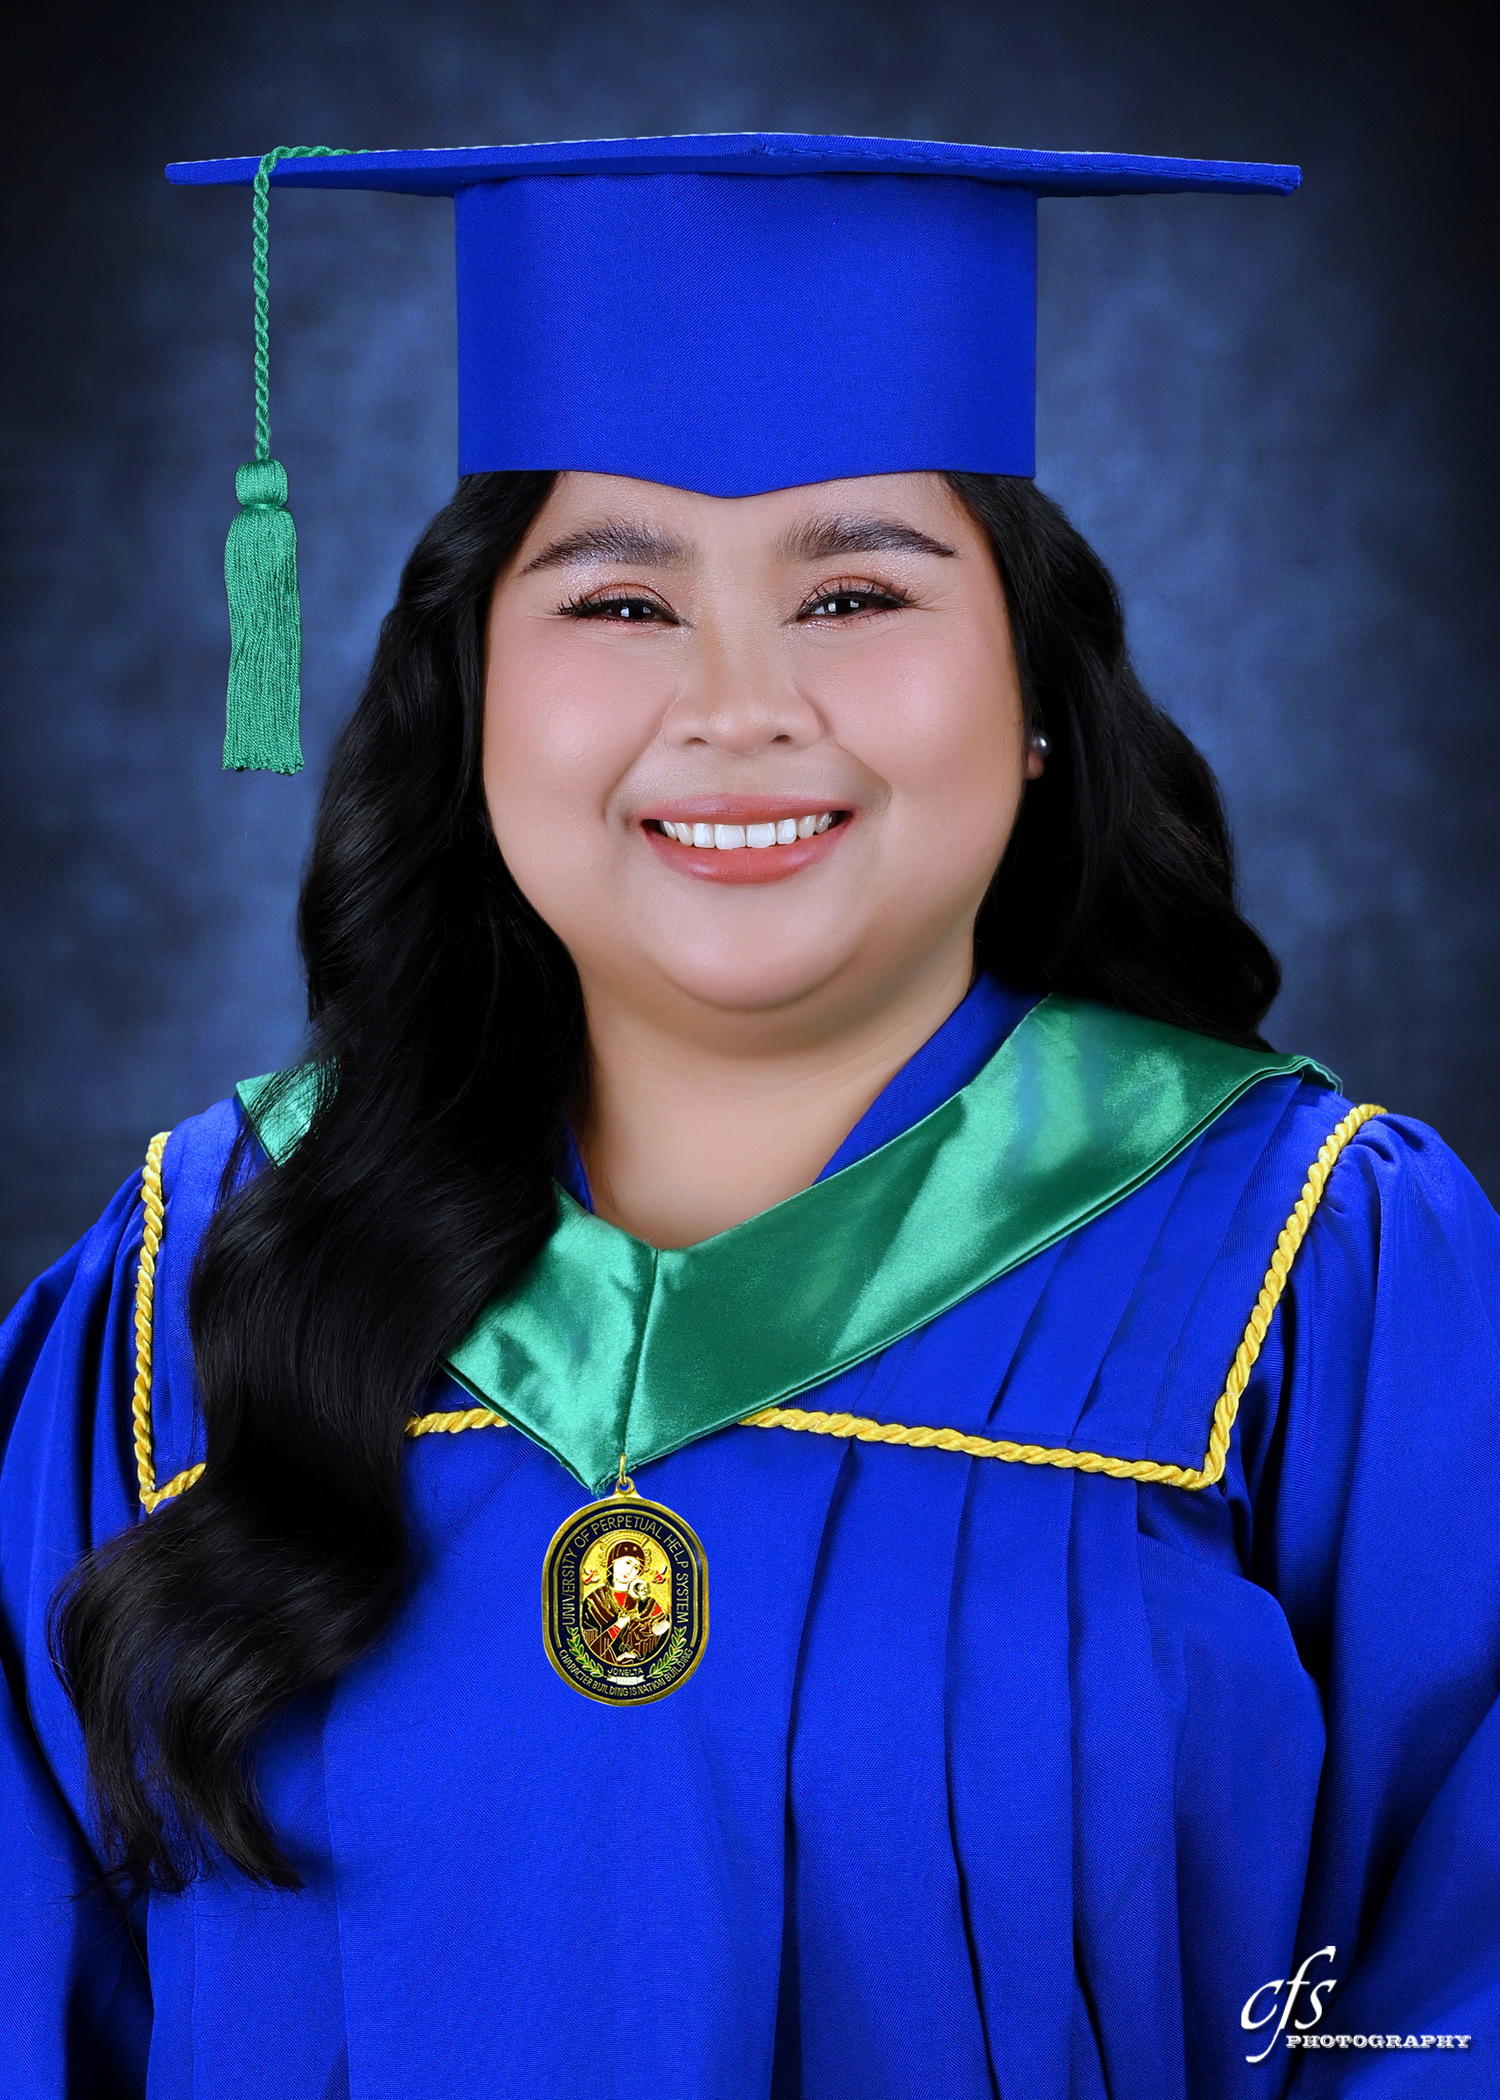 UNIVERSITY OF PERPETUAL HELP SYSTEM
JONELTA
CHARACTER BUILDING IS NATION BUILDING
cfs
PHOTOGRAPHY